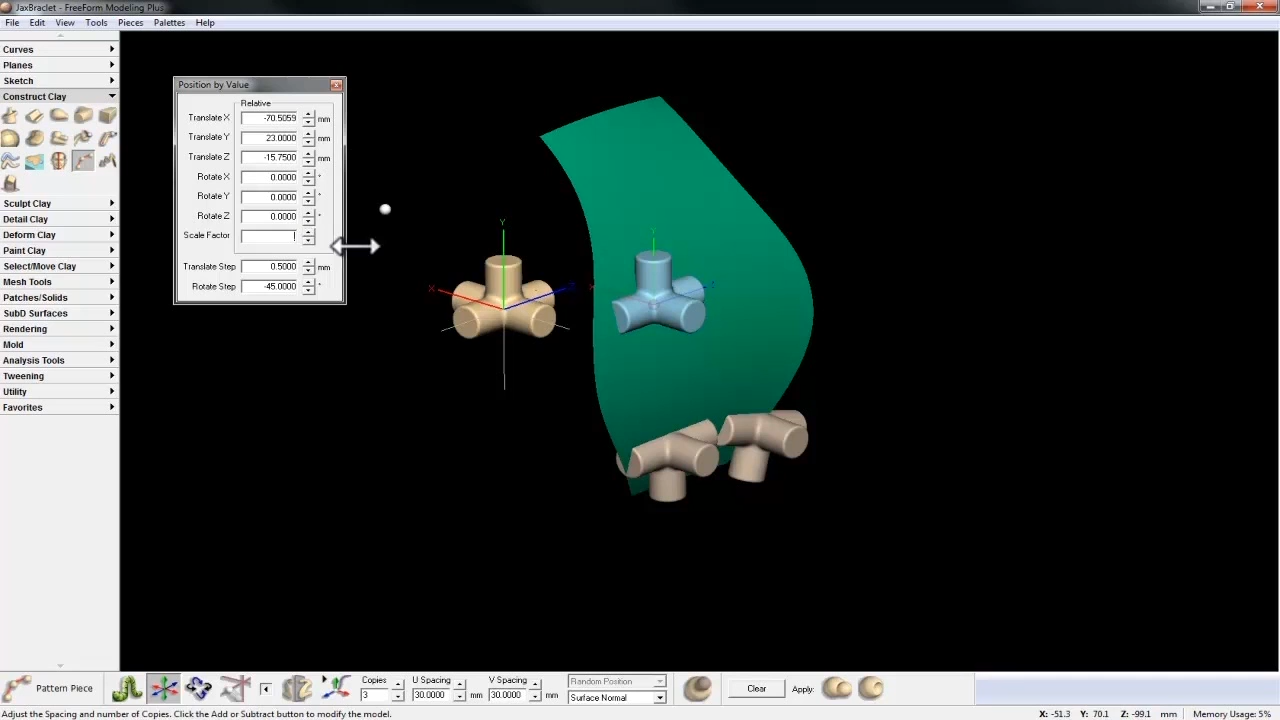 JaxBraclet - FreeForm Modeling Plus
File Edit View Tools Pieces Palettes Help
Curves
Planes
Sketch
Construct Clay
Sculpt Clay
Detail Clay
Deform Clay
Paint Clay
Select/Move Clay
Mesh Tools
Patches/Solids
SubD Surfaces
Rendering
Mold
Analysis Tools
Tweening
Utility
Favorites
Position by Value
Relative
Translate X -70.5059 mm
Translate Y 23.0000 mm
Translate Z -15.7500 mm
Rotate X 0.0000 °
Rotate Y 0.0000 °
Rotate Z 0.0000 °
Scale Factor
Translate Step 0.5000 mm
Rotate Step -45.0000 °
Y
X
Z
Y
X
Z
Pattern Piece
Copies
3
U Spacing
30.0000 mm
V Spacing
30.0000 mm
Random Position
Surface Normal
Clear
Apply:
Adjust the Spacing and number of Copies. Click the Add or Subtract button to modify the model.
X: -51.3 Y: 70.1 Z: -99.1 mm
Memory Usage: 5%